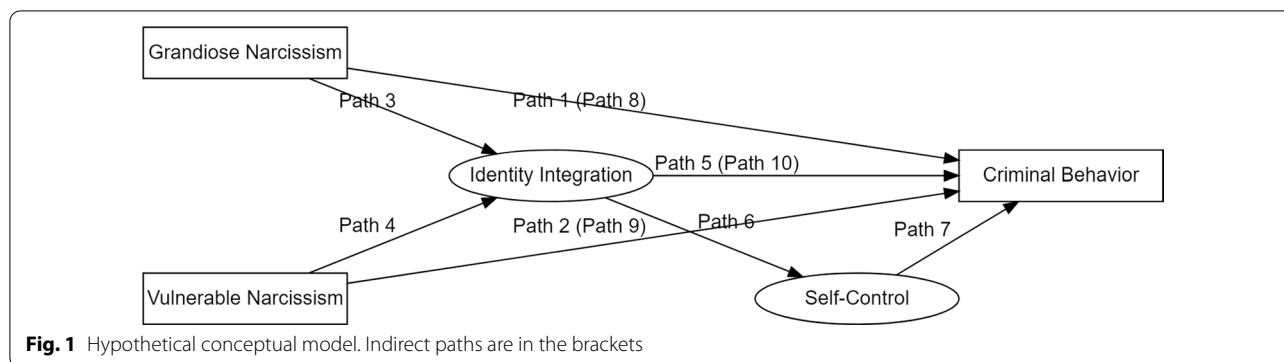 Grandiose Narcissism
Path 3
Path 1 (Path 8)
Identity Integration
Path 5 (Path 10)
Criminal Behavior
Path 4
Path 2 (Path 9)
Path 6
Path 7
Vulnerable Narcissism
Self-Control
Fig. 1 Hypothetical conceptual model. Indirect paths are in the brackets